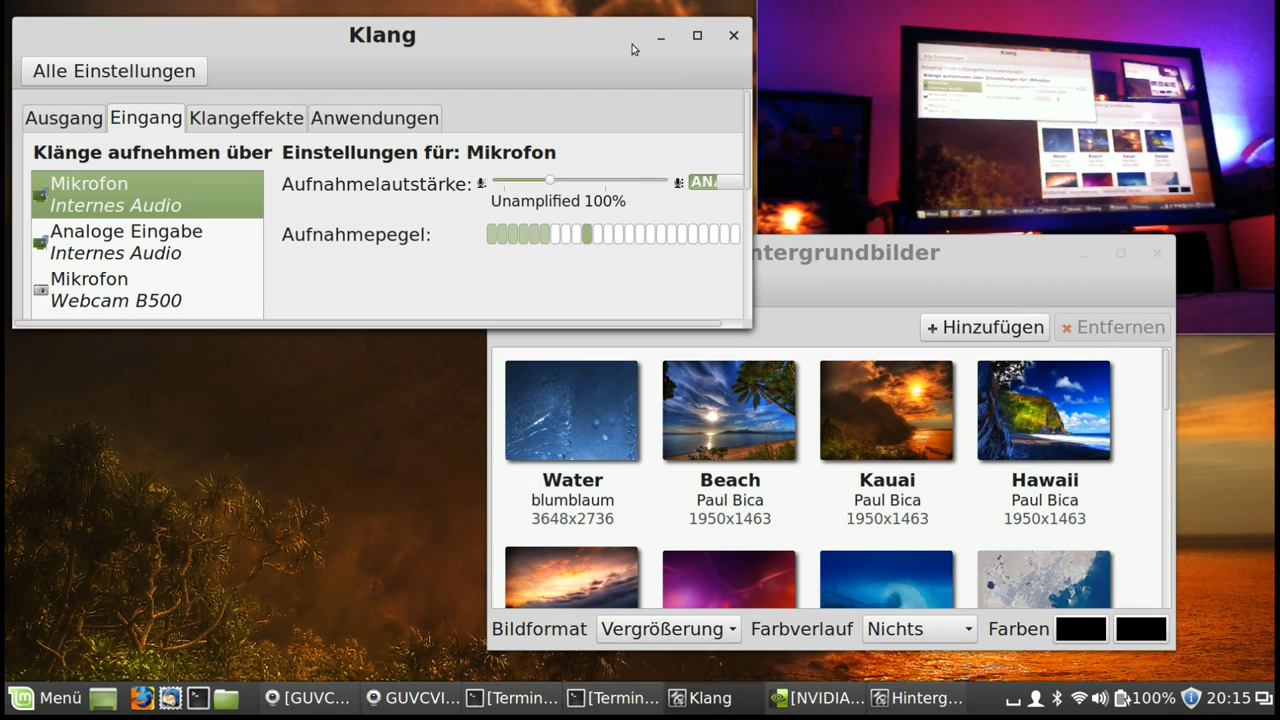 Klang
Alle Einstellungen
Ausgang Eingang Klangeffekte Anwendungen
Klänge aufnehmen über
Mikrofon
Internes Audio
Analoge Eingabe
Internes Audio
Mikrofon
Webcam B500
Einstellungen für: Mikrofon
Aufnahmelautstärke:
AN
Unamplified 100%
Aufnahmepegel:
ntergrundbilder
Hinzufügen Entfernen
Water
blumblaum
3648x2736
Beach
Paul Bica
1950x1463
Kauai
Paul Bica
1950x1463
Hawaii
Paul Bica
1950x1463
Bildformat Vergrößerung Farbverlauf Nichts Farben
Menü [GUVC... GUVCVI... [Termin... [Termin... Klang [NVIDIA... Hinterg... 100% 20:15